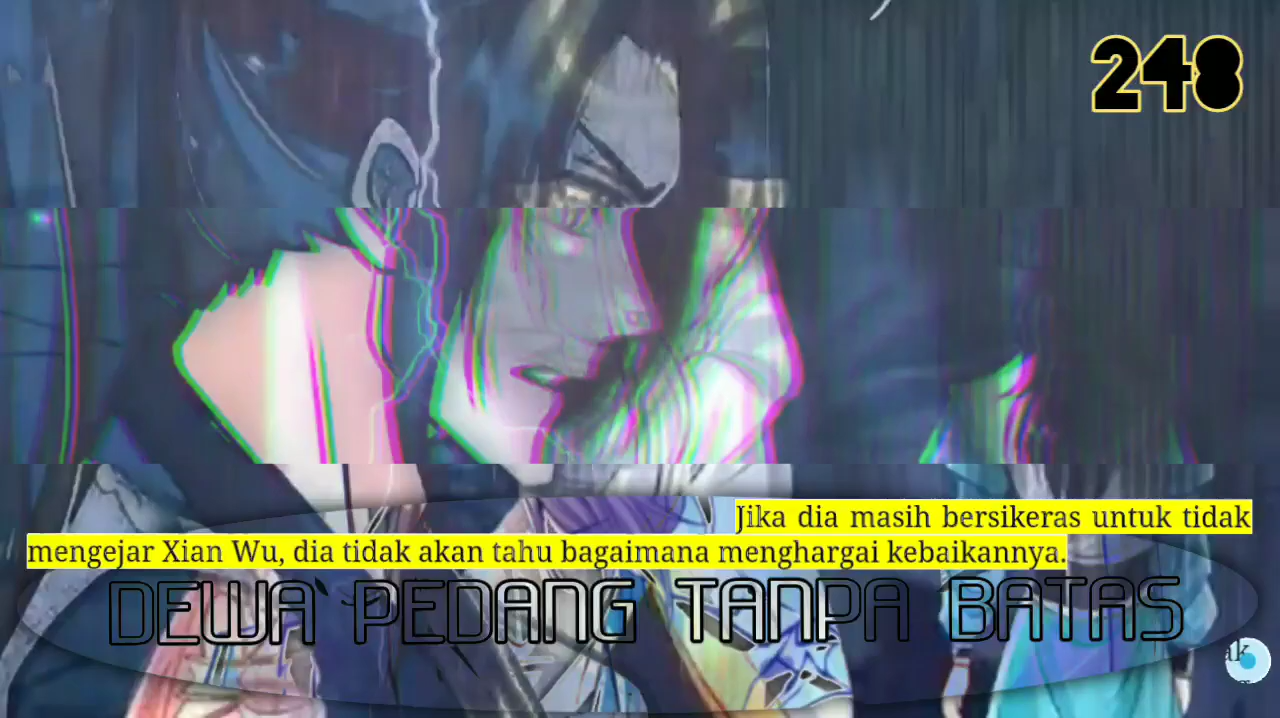 248
Jika dia masih bersikeras untuk tidak
mengejar Xian Wu, dia tidak akan tahu bagaimana menghargai kebaikannya.
DEWA PEDANG TANPA BATAS
ak